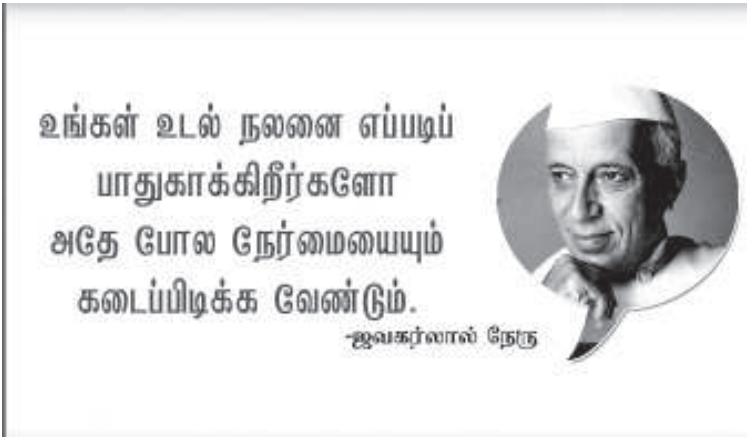 உங்கள் உடல் நலனை எப்படிப்
பாதுகாக்கிறீர்களோ
அதே போல நேர்மையையும்
கடைப்பிடிக்க வேண்டும்.
-ஜவகர்லால் நேரு